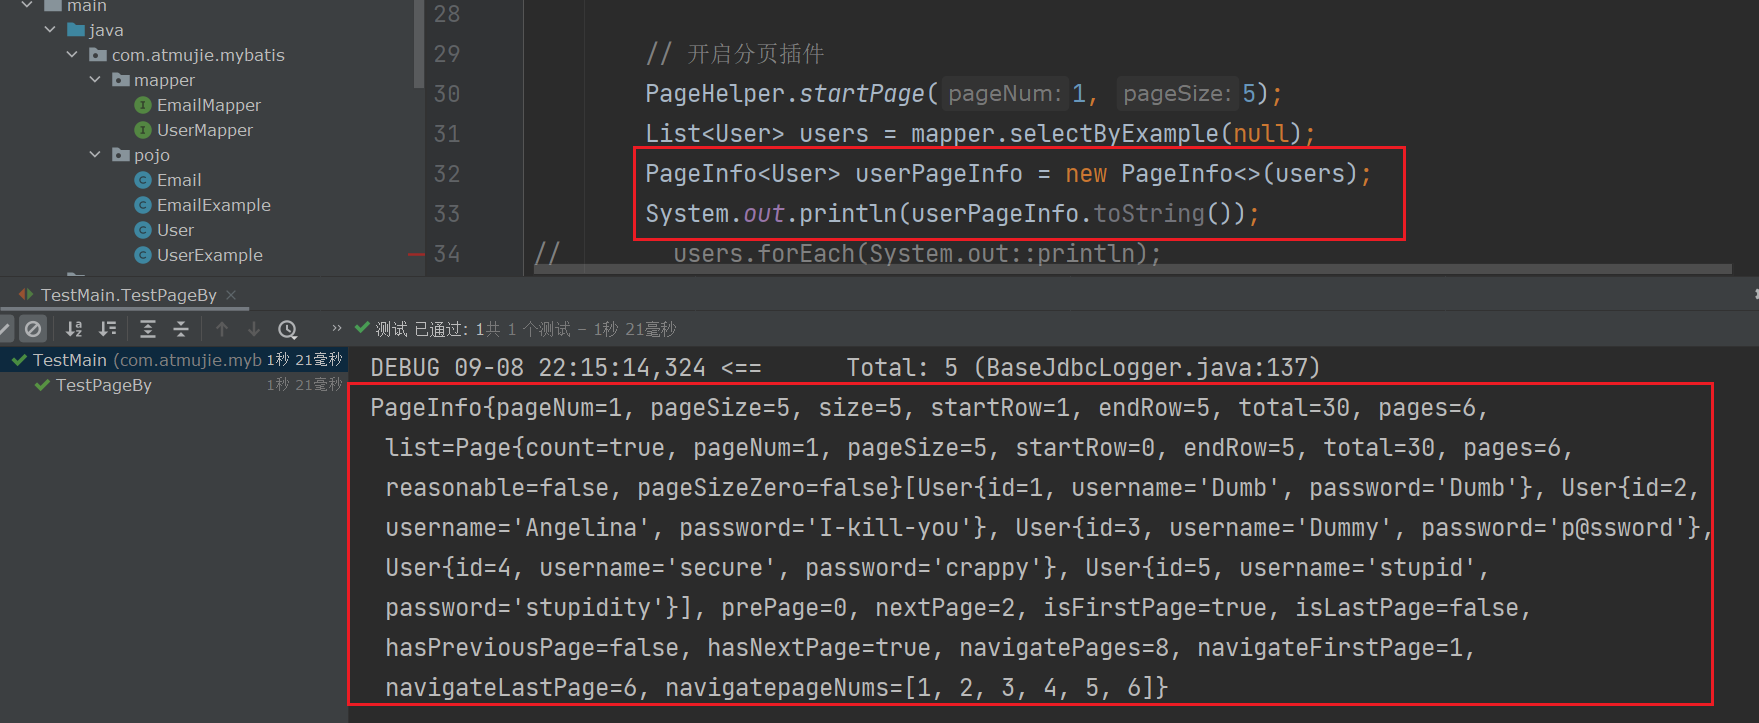 main
java
com.atmujie.mybatis
mapper
EmailMapper
UserMapper
pojo
Email
EmailExample
User
UserExample
28
29 // 开启分页插件
30 PageHelper.startPage( pageNum: 1, pageSize: 5);
31 List<User> users = mapper.selectByExample(null);
32 PageInfo<User> userPageInfo = new PageInfo<>(users);
33 System.out.println(userPageInfo.toString());
34 // users.forEach(System.out::println);
TestMain.TestPageBy
测试 已通过: 1共 1 个测试 – 1秒 21毫秒
TestMain (com.atmujie.myb 1秒 21毫秒
TestPageBy 1秒 21毫秒
DEBUG 09-08 22:15:14,324 <== Total: 5 (BaseJdbcLogger.java:137)
PageInfo{pageNum=1, pageSize=5, size=5, startRow=1, endRow=5, total=30, pages=6,
list=Page{count=true, pageNum=1, pageSize=5, startRow=0, endRow=5, total=30, pages=6,
reasonable=false, pageSizeZero=false}[User{id=1, username='Dumb', password='Dumb'}, User{id=2,
username='Angelina', password='I-kill-you'}, User{id=3, username='Dummy', password='p@ssword'},
User{id=4, username='secure', password='crappy'}, User{id=5, username='stupid',
password='stupidity'}], prePage=0, nextPage=2, isFirstPage=true, isLastPage=false,
hasPreviousPage=false, hasNextPage=true, navigatePages=8, navigateFirstPage=1,
navigateLastPage=6, navigatepageNums=[1, 2, 3, 4, 5, 6]}